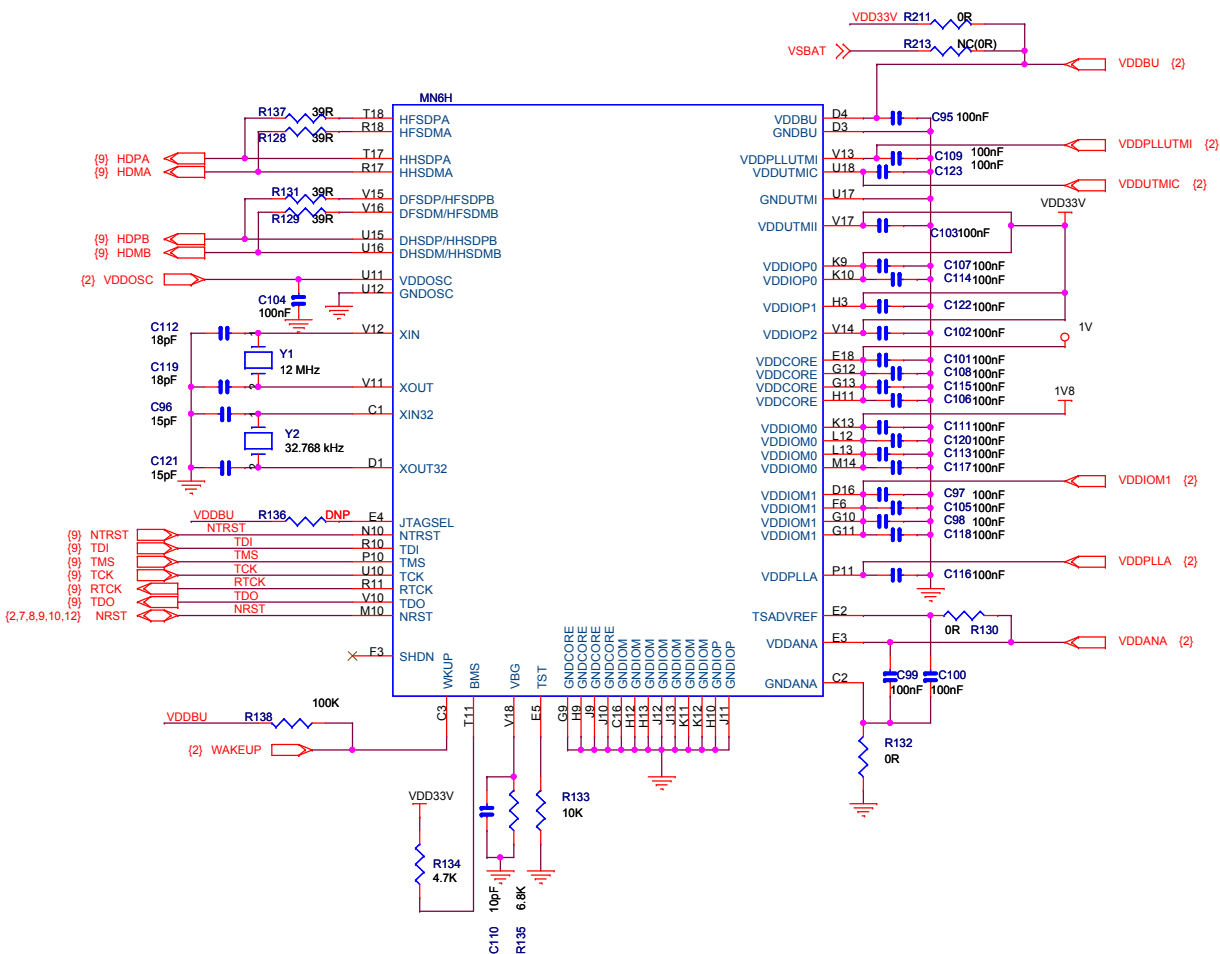 VDD33V R211 0R
VSBAT R213 NC(0R)
VDDBU {2}
MN6H
R137 39R T18 HFSDPA
R128 39R R18 HFSDMA
{9} HDPA T17 HHSDPA
{9} HDMA R17 HHSDMA
R131 39R V15 DFSDP/HFSDPB
R129 39R V16 DFSDM/HFSDMB
{9} HDPB U15 DHSDP/HHSDPB
{9} HDMB U16 DHSDM/HHSDMB
{2} VDDOSC U11 VDDOSC
U12 GNDOSC
C104
100nF
C112
18pF
V12 XIN
1
Y1
12 MHz
2
C119
18pF
V11 XOUT
C96
15pF
C1 XIN32
1
Y2
32.768 kHz
2
C121
15pF
D1 XOUT32
VDDBU R136 DNP E4 JTAGSEL
{9} NTRST NTRST N10 NTRST
{9} TDI TDI R10 TDI
{9} TMS TMS P10 TMS
{9} TCK TCK U10 TCK
{9} RTCK RTCK R11 RTCK
{9} TDO TDO V10 TDO
{2,7,8,9,10,12} NRST NRST M10 NRST
F3 SHDN
VDDBU D4 C95 100nF
GNDBU D3
VDDPLLUTMI {2}
VDDPLLUTMI V13 C109 100nF
VDDUTMIC U18 C123 100nF
VDDUTMIC {2}
GNDUTMI U17
VDD33V
VDDUTMII V17 C103 100nF
VDDIOP0 K9 C107 100nF
VDDIOP0 K10 C114 100nF
VDDIOP1 H3 C122 100nF
VDDIOP2 V14 C102 100nF
1V
VDDCORE E18 C101 100nF
VDDCORE G12 C108 100nF
VDDCORE G13 C115 100nF
VDDCORE H11 C106 100nF
1V8
VDDIOM0 K13 C111 100nF
VDDIOM0 L12 C120 100nF
VDDIOM0 L13 C113 100nF
VDDIOM0 M14 C117 100nF
VDDIOM1 {2}
VDDIOM1 D16 C97 100nF
VDDIOM1 F6 C105 100nF
VDDIOM1 G10 C98 100nF
VDDIOM1 G11 C118 100nF
VDDPLLA {2}
VDDPLLA P11 C116 100nF
TSADVREF E2
0R R130
VDDANA E3
VDDANA {2}
C99
100nF
C100
100nF
GNDANA C2
R132
0R
WKUP C3
BMS T11
VBG V18
TST E5
GNDCORE G9
GNDCORE H9
GNDCORE J9
GNDCORE J10
GNDIOM C16
GNDIOM H12
GNDIOM H13
GNDIOM J12
GNDIOM J13
GNDIOM K11
GNDIOM K12
GNDIOP H10
GNDIOP J11
VDDBU R138 100K
{2} WAKEUP
VDD33V
R134
4.7K
C110 10pF
R135 6.8K
R133
10K